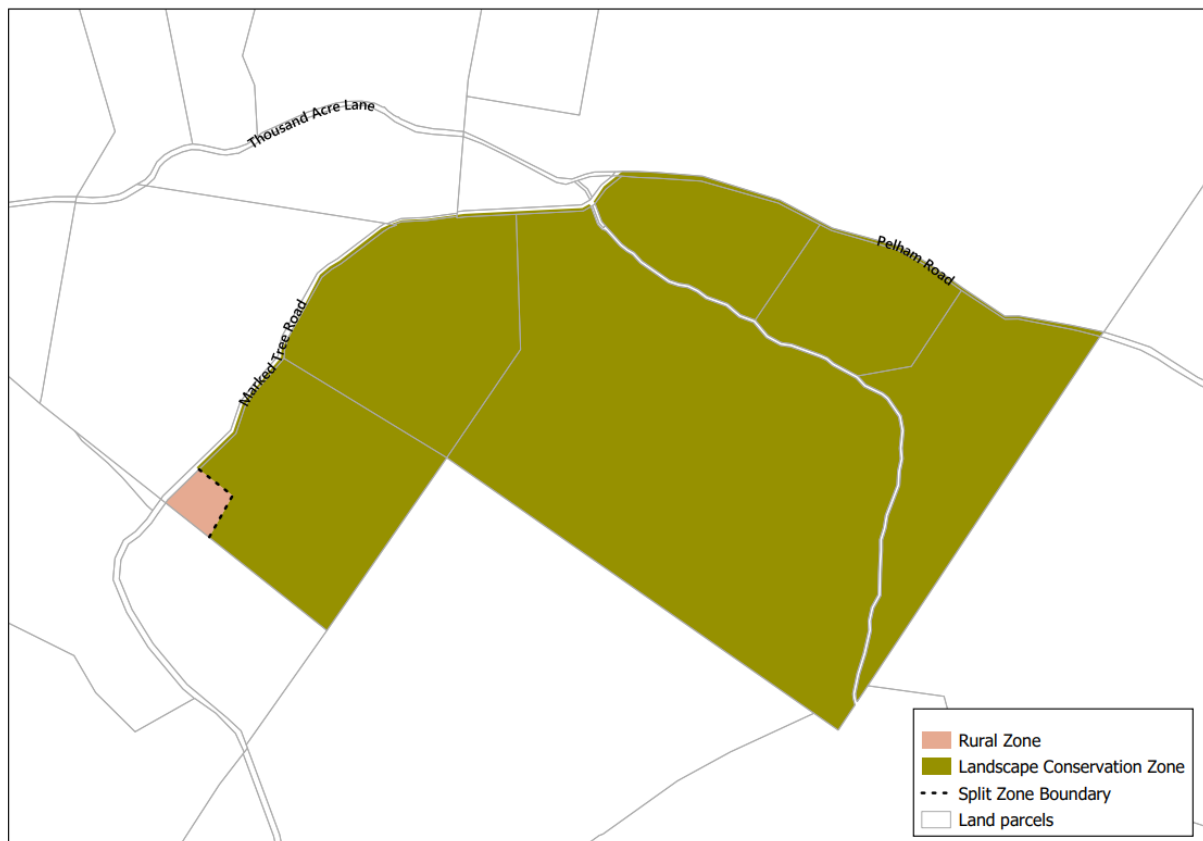 Thousand Acre Lane
Pelham Road
Marked Tree Road
Rural Zone
Landscape Conservation Zone
Split Zone Boundary
Land parcels